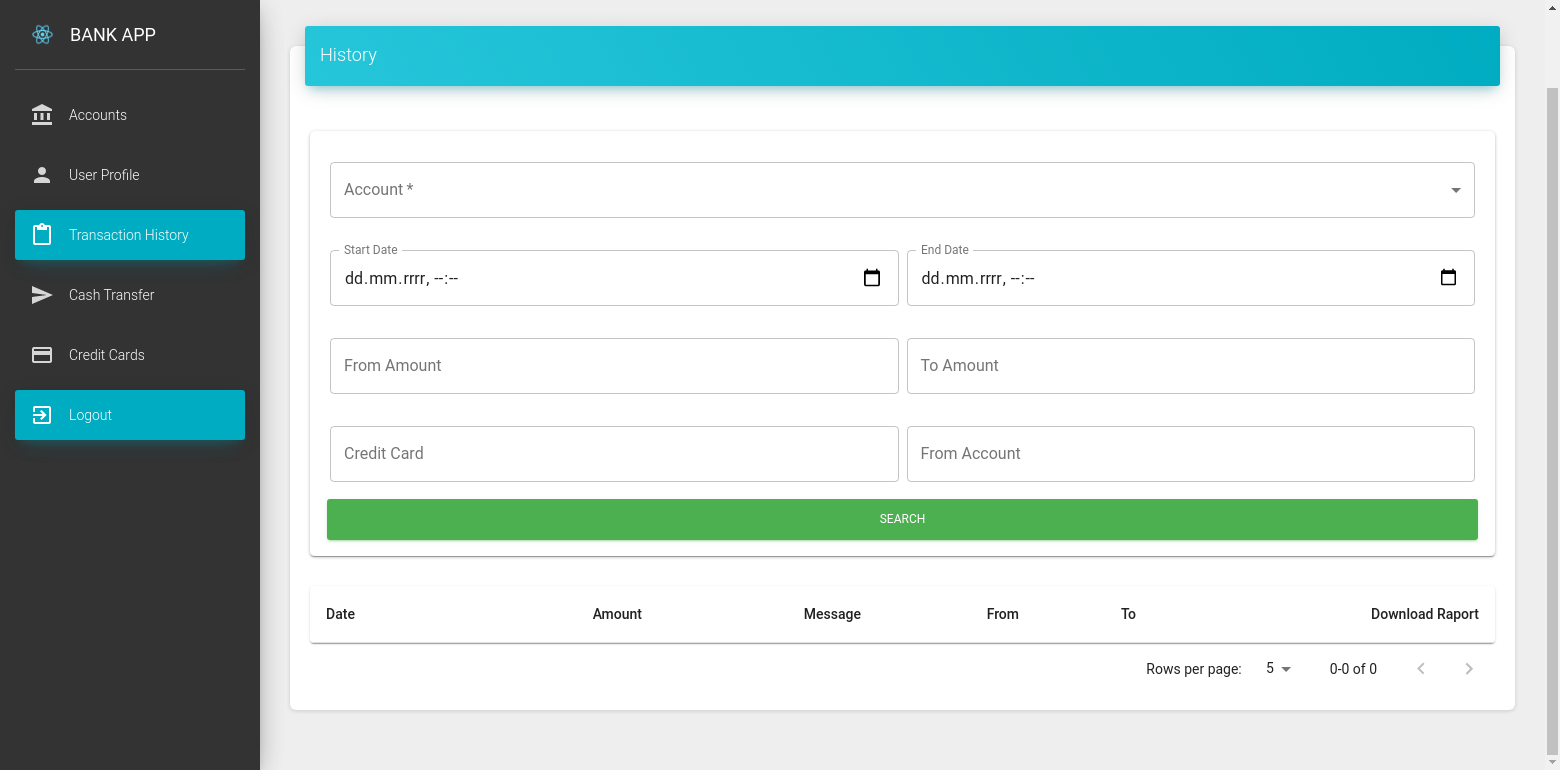 BANK APP
Accounts
User Profile
Transaction History
Cash Transfer
Credit Cards
Logout
History
Account *
Start Date
End Date
dd.mm.rrrr, --:--
dd.mm.rrrr, --:--
From Amount
To Amount
Credit Card
From Account
SEARCH
Date Amount Message From To Download Raport
Rows per page: 5 0-0 of 0